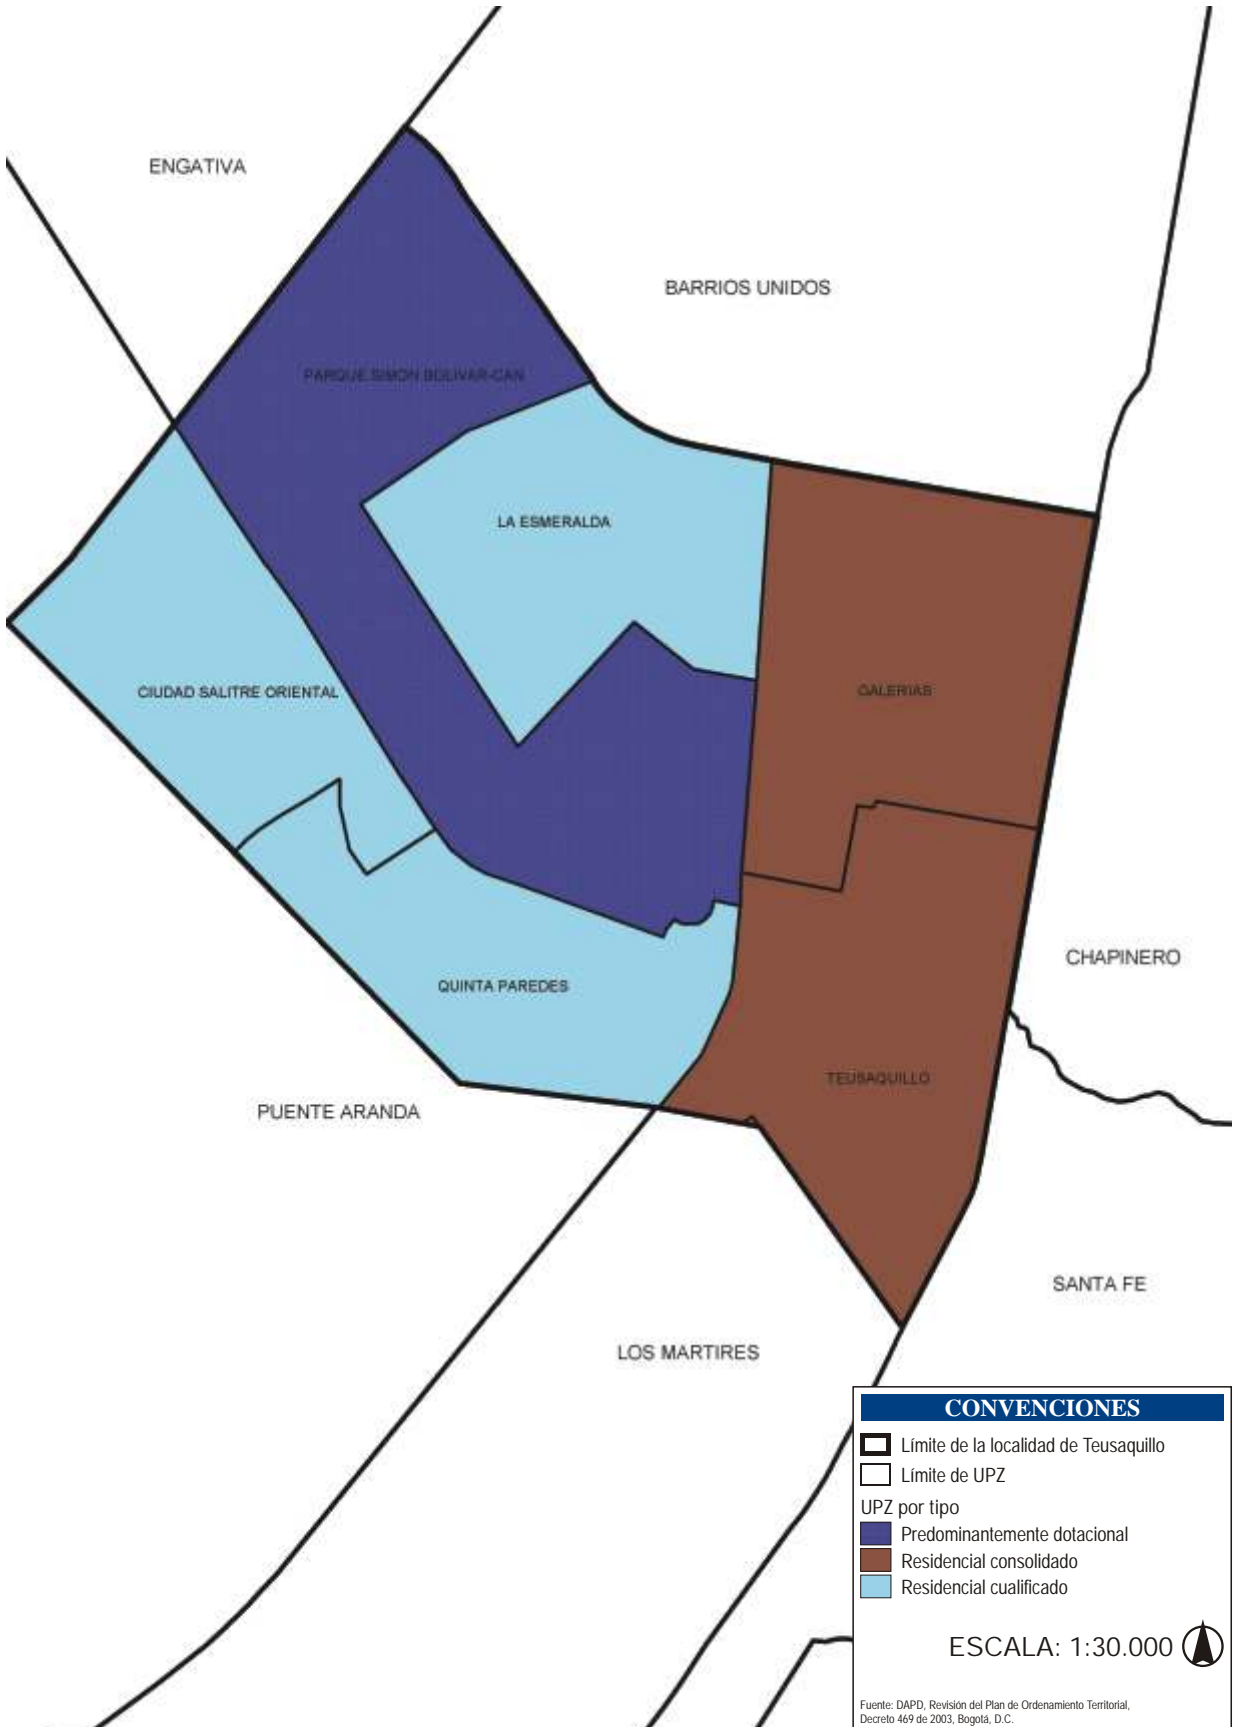 ENGATIVA
BARRIOS UNIDOS
PARQUE SIMON BOLIVAR-CAN
LA ESMERALDA
CIUDAD SALITRE ORIENTAL
GALERIAS
CHAPINERO
QUINTA PAREDES
TEUSAQUILLO
PUENTE ARANDA
SANTA FE
LOS MARTIRES
CONVENCIONES
Límite de la localidad de Teusaquillo
Límite de UPZ
UPZ por tipo
Predominantemente dotacional
Residencial consolidado
Residencial cualificado
ESCALA: 1:30.000
Fuente: DAPD, Revisión del Plan de Ordenamiento Territorial,
Decreto 469 de 2003, Bogotá, D.C.